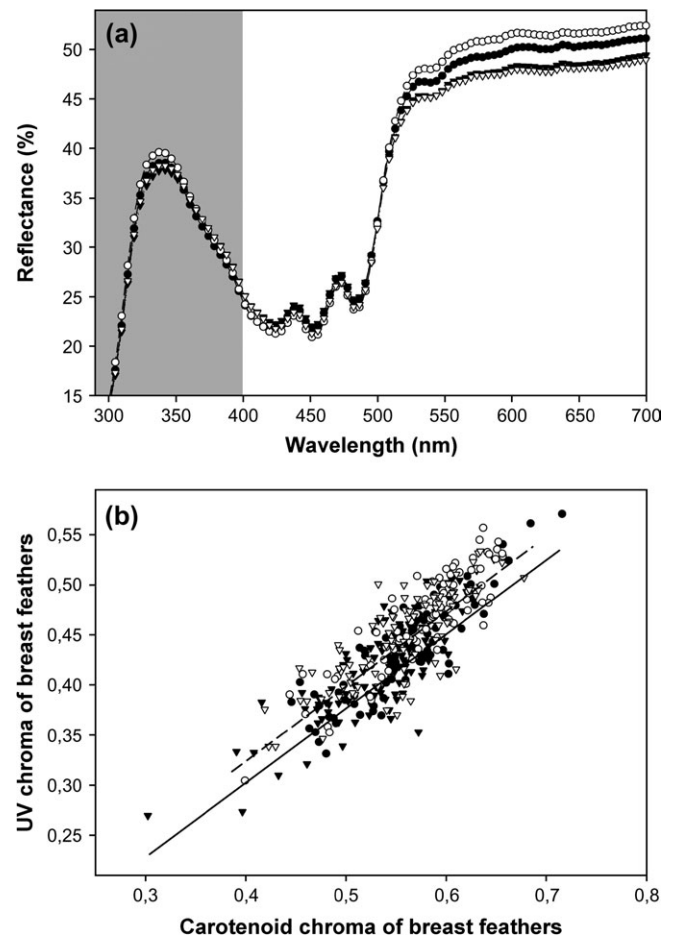 (a)
Reflectance (%)
50
45
40
35
30
25
20
15
300 350 400 450 500 550 600 650 700
Wavelength (nm)
(b)
UV chroma of breast feathers
0,55
0,50
0,45
0,40
0,35
0,30
0,25
0,3 0,4 0,5 0,6 0,7 0,8
Carotenoid chroma of breast feathers